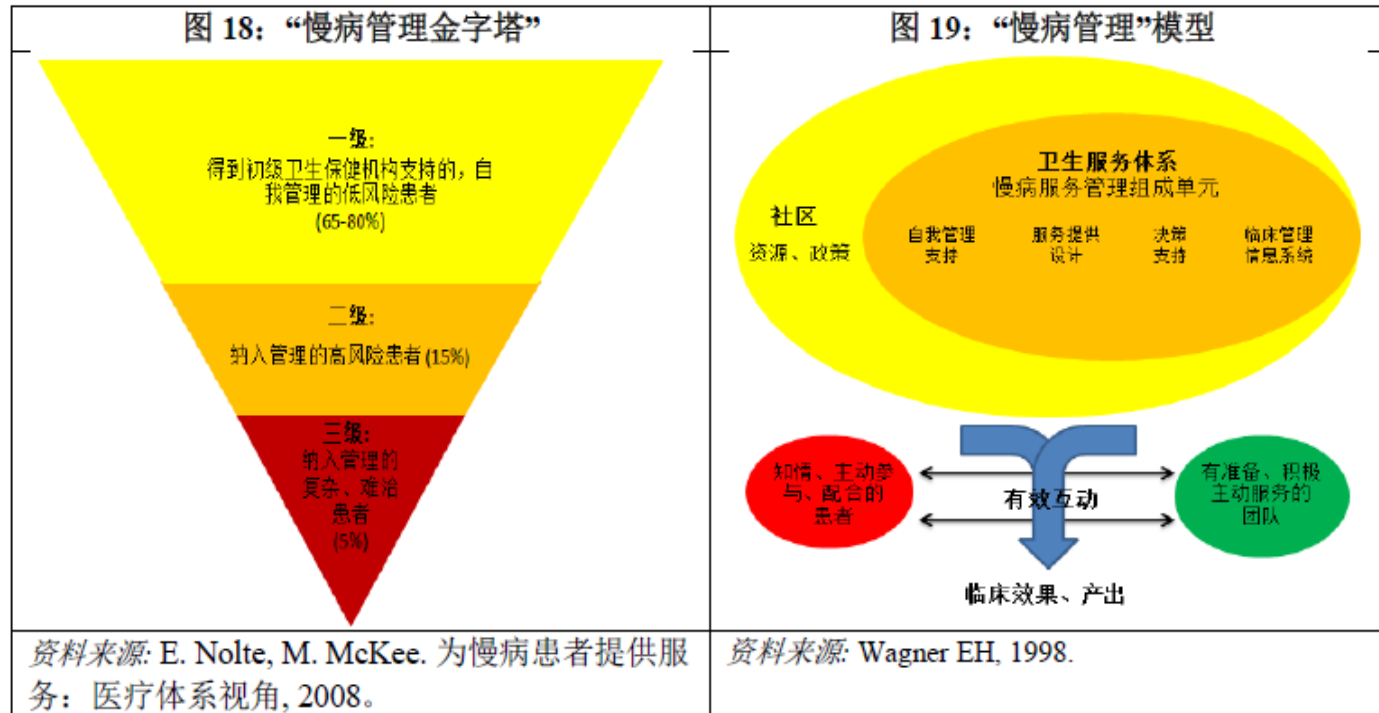 图 18：“慢病管理金字塔”
一级:
得到初级卫生保健机构支持的，自
我管理的低风险患者
(65-80%)
二级:
纳入管理的高风险患者 (15%)
三级:
纳入管理的
复杂、难治
患者
(5%)
资料来源: E. Nolte, M. McKee. 为慢病患者提供服
务：医疗体系视角, 2008。
图 19：“慢病管理”模型
卫生服务体系
慢病服务管理组成单元
社区
资源、政策
自我管理
支持
服务提供
设计
决策
支持
临床管理
信息系统
知情、主动参
与、配合的
患者
有效互动
有准备、积极
主动服务的
团队
临床效果、产出
资料来源: Wagner EH, 1998.